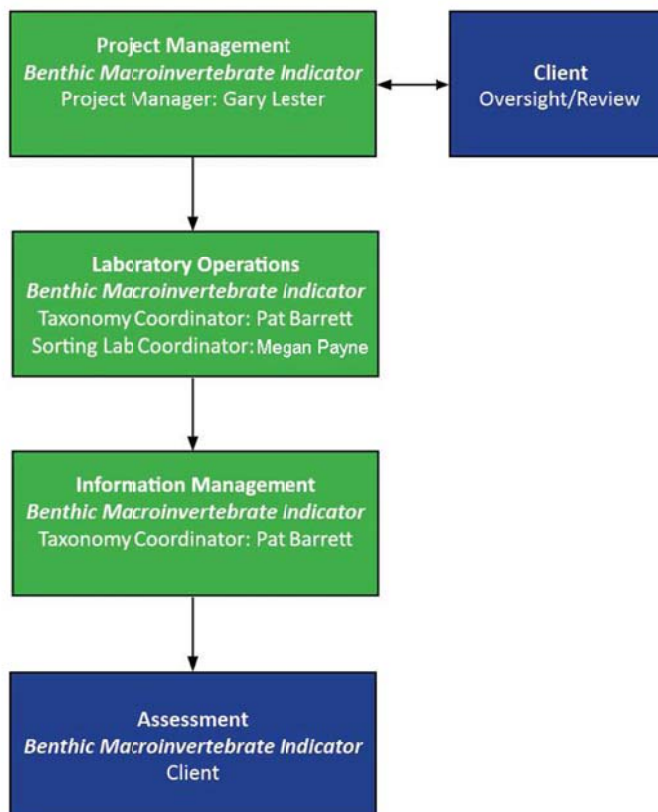 Project Management
Benthic Macroinvertebrate Indicator
Project Manager: Gary Lester
Client
Oversight/Review
Laboratory Operations
Benthic Macroinvertebrate Indicator
Taxonomy Coordinator: Pat Barrett
Sorting Lab Coordinator: Megan Payne
Information Management
Benthic Macroinvertebrate Indicator
Taxonomy Coordinator: Pat Barrett
Assessment
Benthic Macroinvertebrate Indicator
Client